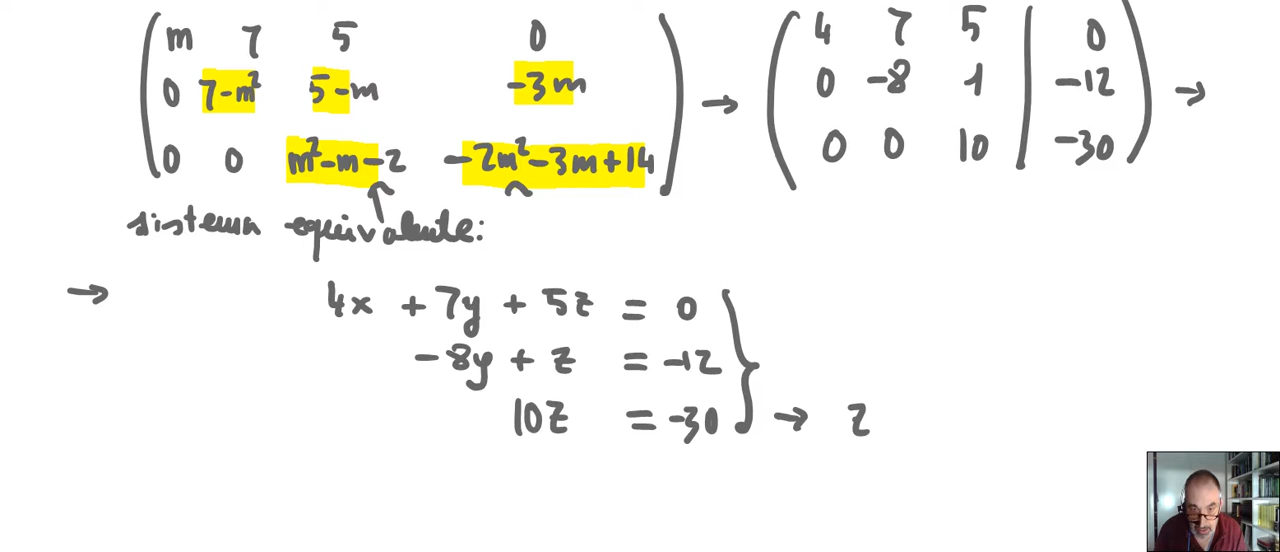 m 7 5 0
0 7-m² 5-m -3m
0 0 m²-m-2 -2m²-3m+14
→
4 7 5 | 0
0 -8 1 | -12
0 0 10 | -30
→
sistema equivalente:
→ 4x + 7y + 5z = 0
-8y + z = -12
10z = -30 → z